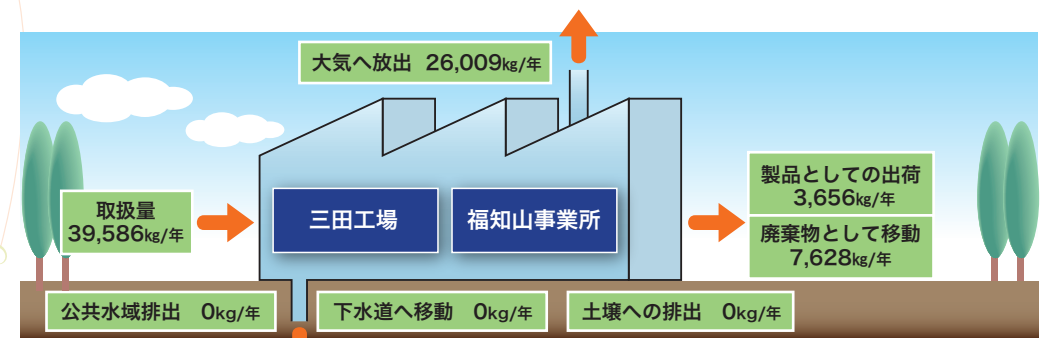 大気へ放出 26,009kg/年
取扱量
39,586kg/年
三田工場
福知山事業所
製品としての出荷
3,656kg/年
廃棄物として移動
7,628kg/年
公共水域排出 0kg/年
下水道へ移動 0kg/年
土壌への排出 0kg/年